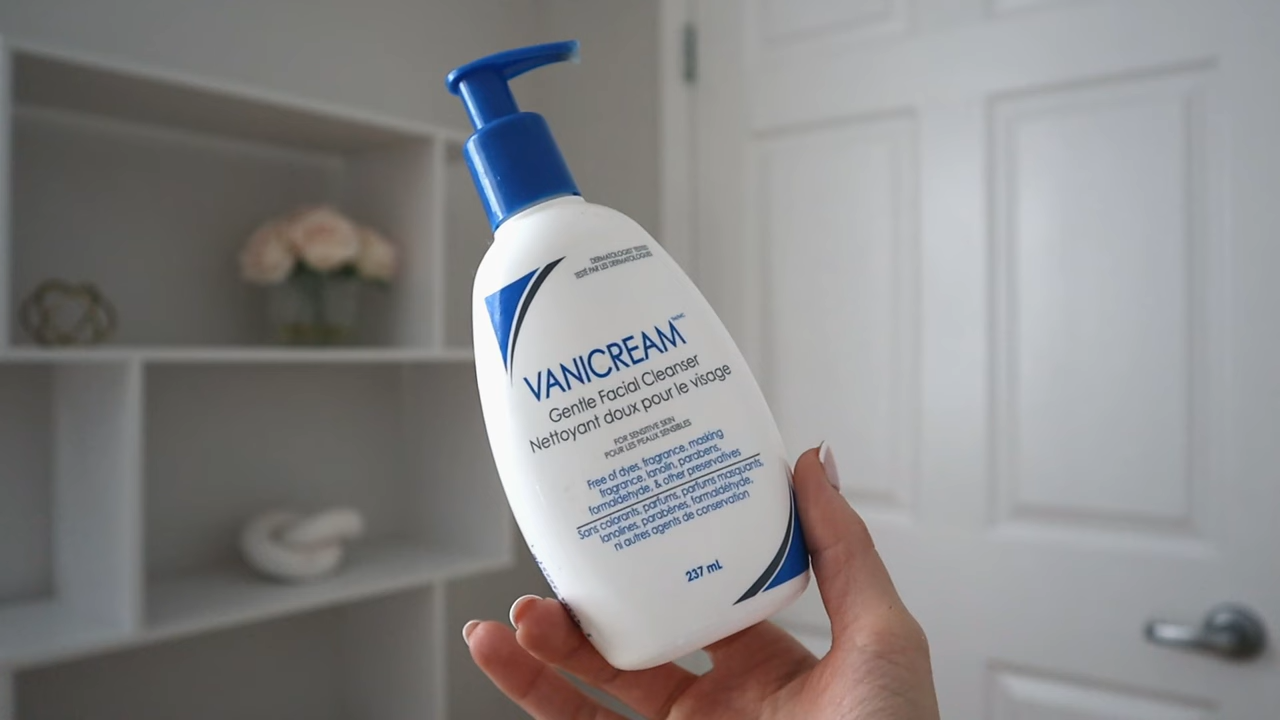 DERMATOLOGIST TESTED
TESTÉ PAR LES DERMATOLOGUES
VANICREAM
Gentle Facial Cleanser
Nettoyant doux pour le visage
FOR SENSITIVE SKIN
POUR LES PEAUX SENSIBLES
Free of dyes, fragrance, masking
fragrance, lanolin, parabens,
formaldehyde, & other preservatives
Sans colorants, parfums, parfums masquants,
lanolines, parabènes, formaldéhyde,
ni autres agents de conservation
237 mL